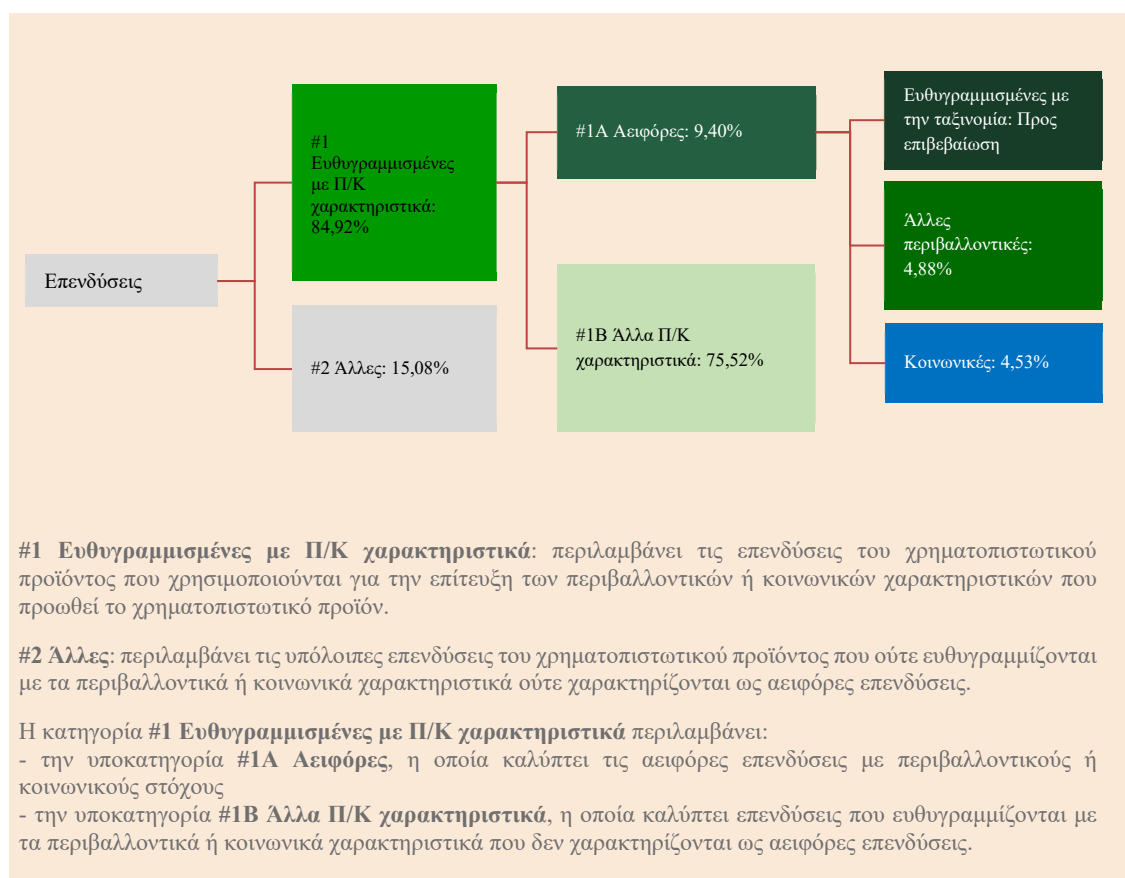 Επενδύσεις
#1
Ευθυγραμμισμένες
με Π/Κ
χαρακτηριστικά:
84,92%
#2 Άλλες: 15,08%
#1Α Αειφόρες: 9,40%
#1Β Άλλα Π/Κ
χαρακτηριστικά: 75,52%
Ευθυγραμμισμένες με
την ταξινομία: Προς
επιβεβαίωση
Άλλες
περιβαλλοντικές:
4,88%
Κοινωνικές: 4,53%
#1 Ευθυγραμμισμένες με Π/Κ χαρακτηριστικά: περιλαμβάνει τις επενδύσεις του χρηματοπιστωτικού
προϊόντος που χρησιμοποιούνται για την επίτευξη των περιβαλλοντικών ή κοινωνικών χαρακτηριστικών που
προωθεί το χρηματοπιστωτικό προϊόν.
#2 Άλλες: περιλαμβάνει τις υπόλοιπες επενδύσεις του χρηματοπιστωτικού προϊόντος που ούτε ευθυγραμμίζονται
με τα περιβαλλοντικά ή κοινωνικά χαρακτηριστικά ούτε χαρακτηρίζονται ως αειφόρες επενδύσεις.
Η κατηγορία #1 Ευθυγραμμισμένες με Π/Κ χαρακτηριστικά περιλαμβάνει:
- την υποκατηγορία #1Α Αειφόρες, η οποία καλύπτει τις αειφόρες επενδύσεις με περιβαλλοντικούς ή
κοινωνικούς στόχους
- την υποκατηγορία #1Β Άλλα Π/Κ χαρακτηριστικά, η οποία καλύπτει επενδύσεις που ευθυγραμμίζονται με
τα περιβαλλοντικά ή κοινωνικά χαρακτηριστικά που δεν χαρακτηρίζονται ως αειφόρες επενδύσεις.